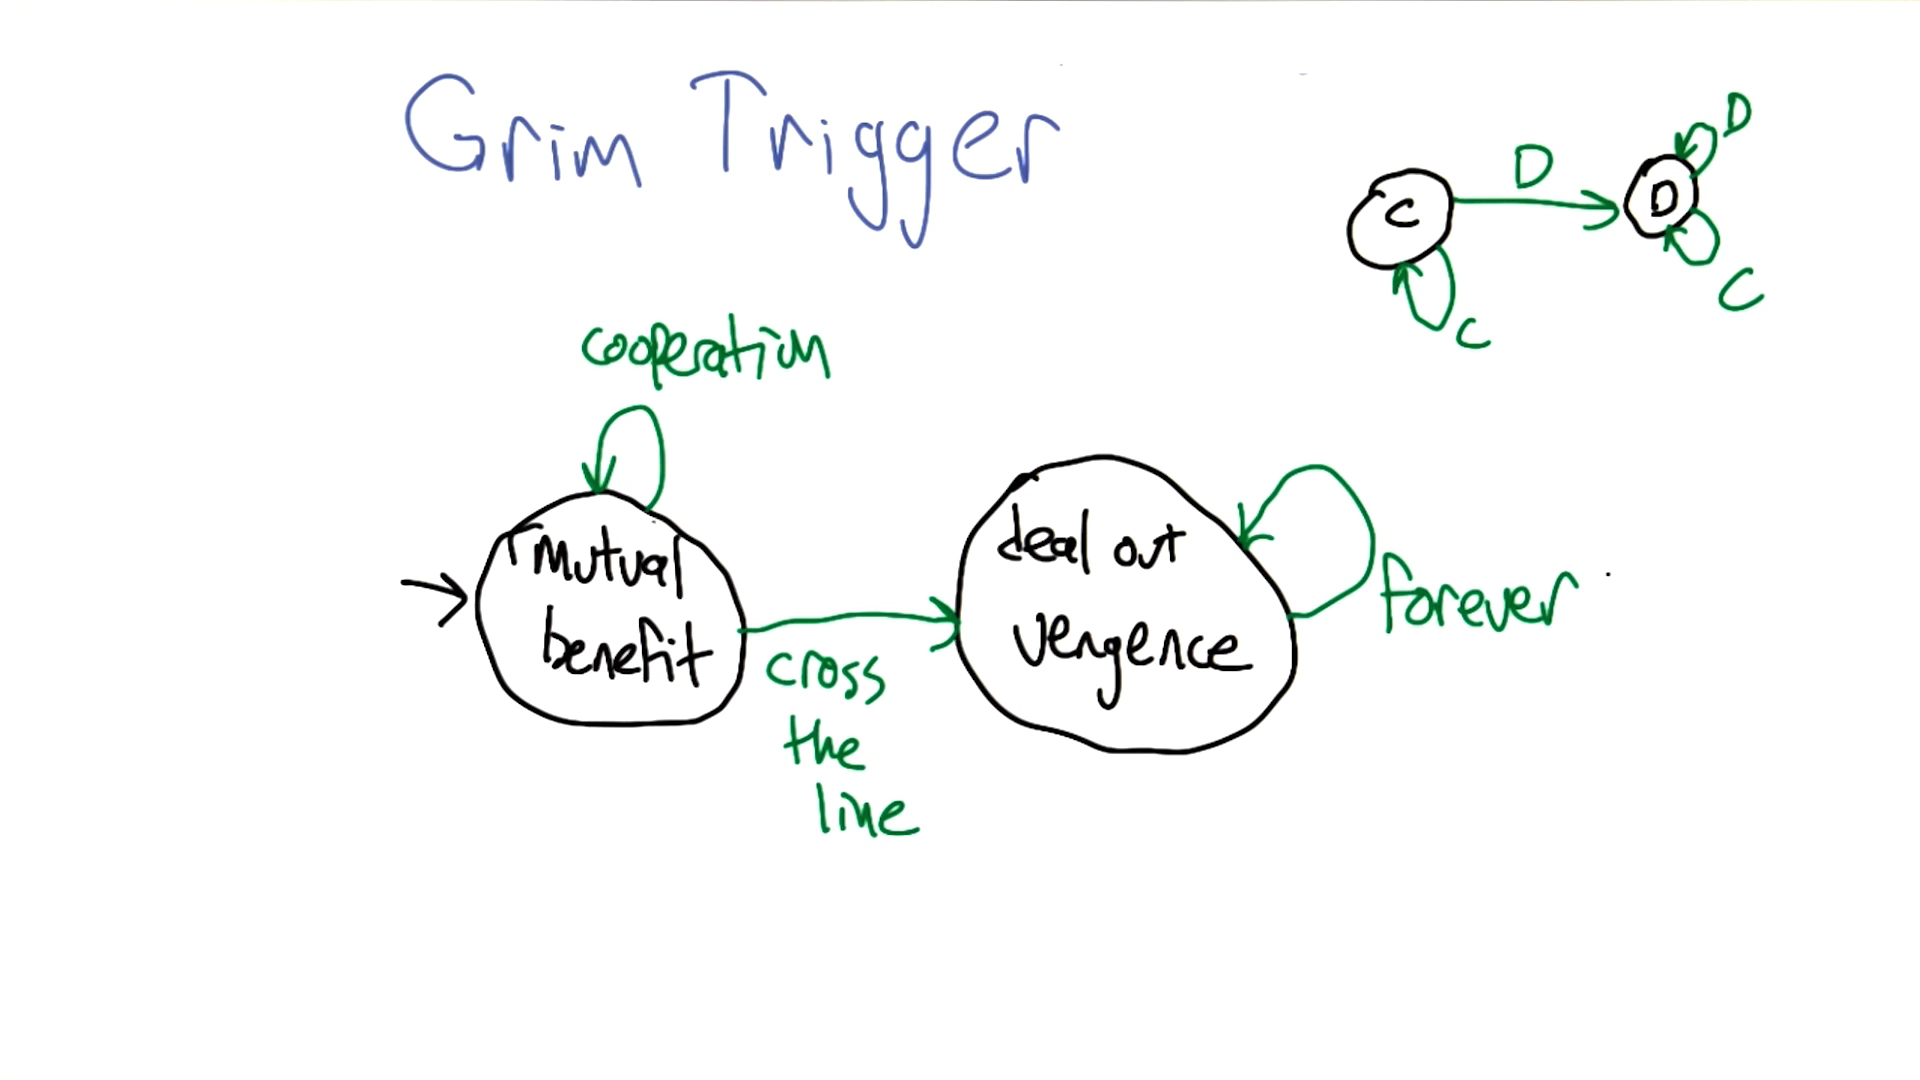 Grim Trigger
D
D
C
D
C
C
cooperation
mutual
benefit
deal out
vengence
forever
cross
the
line